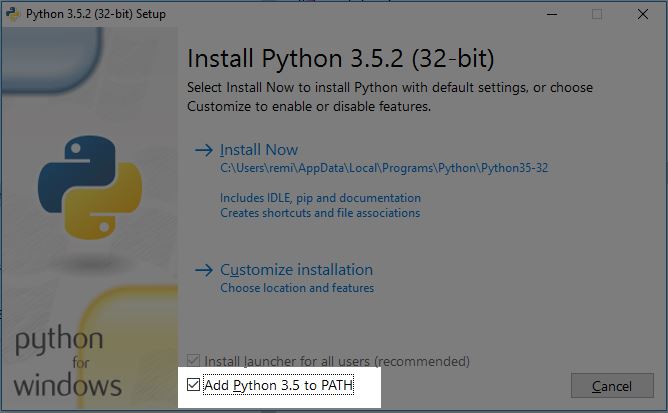 Python 3.5.2 (32-bit) Setup
Install Python 3.5.2 (32-bit)
Select Install Now to install Python with default settings, or choose
Customize to enable or disable features.
Install Now
C:\Users\remi\AppData\Local\Programs\Python\Python35-32
Includes IDLE, pip and documentation
Creates shortcuts and file associations
Customize installation
Choose location and features
Install launcher for all users (recommended)
Add Python 3.5 to PATH
Cancel
python
for
windows